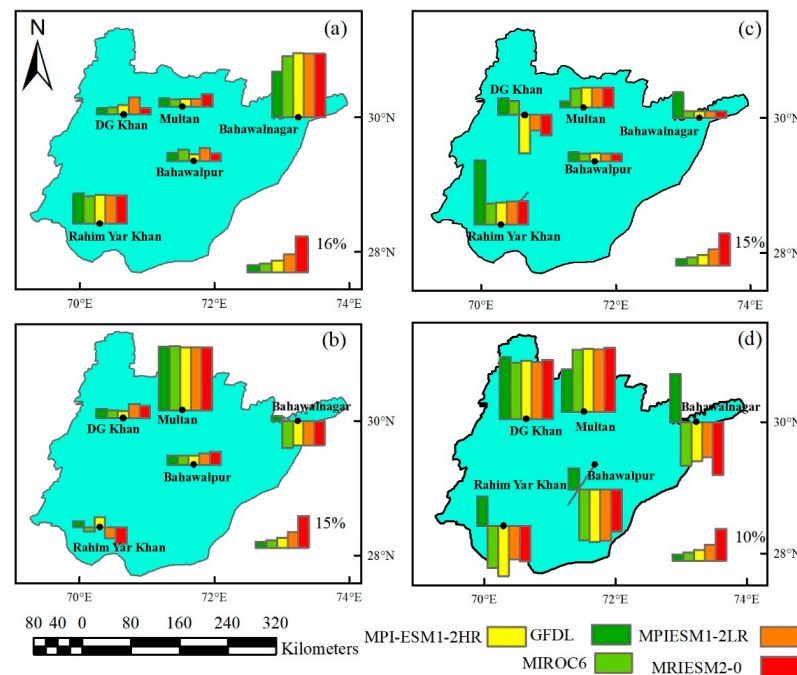 N
(a)
DG Khan
Multan
Bahawalnagar
30°N
Bahawalpur
Rahim Yar Khan
16%
28°N
70°E 72°E 74°E
(c)
DG Khan
Multan
Bahawalnagar
30°N
Bahawalpur
Rahim Yar Khan
15%
28°N
70°E 72°E 74°E
(b)
Bahawalnagar
DG Khan
Multan
30°N
Bahawalpur
Rahim Yar Khan
15%
28°N
70°E 72°E 74°E
(d)
Bahawalnagar
DG Khan
Multan
30°N
Rahim Yar Khan
Bahawalpur
10%
28°N
70°E 72°E 74°E
80 40 0 80 160 240 320
Kilometers
MPI-ESM1-2HR GFDL MPIESM1-2LR
MIROC6 MRIESM2-0